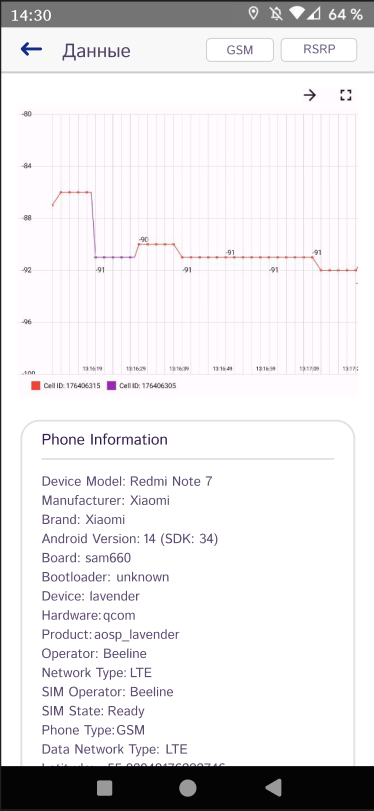 14:30 64 %
Данные GSM RSRP
-80
-84
-88
-90
-91 -91 -91 -91 -91
-92
-96
-100
13:16:19 13:16:29 13:16:39 13:16:49 13:16:59 13:17:09 13:17:2
Cell ID: 176406315 Cell ID: 176406305
Phone Information
Device Model: Redmi Note 7
Manufacturer: Xiaomi
Brand: Xiaomi
Android Version: 14 (SDK: 34)
Board: sam660
Bootloader: unknown
Device: lavender
Hardware:qcom
Product:aosp_lavender
Operator: Beeline
Network Type: LTE
SIM Operator: Beeline
SIM State: Ready
Phone Type:GSM
Data Network Type: LTE